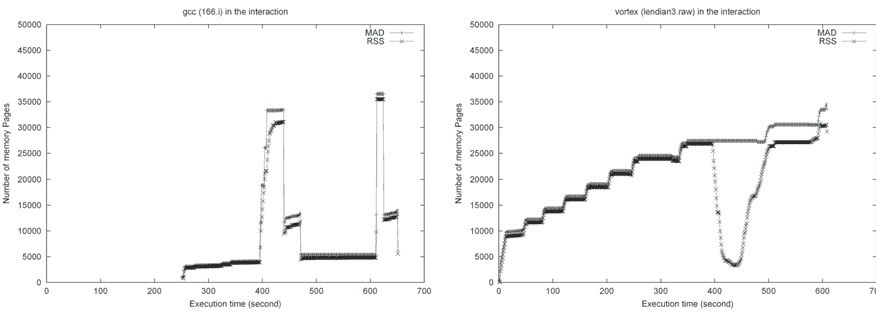 gcc (166.i) in the interaction
50000
45000
40000
35000
30000
25000
20000
15000
10000
5000
0
Number of memory Pages
MAD
RSS
0 100 200 300 400 500 600 700
Execution time (second)
vortex (lendian3.raw) in the interaction
50000
45000
40000
35000
30000
25000
20000
15000
10000
5000
0
Number of memory Pages
MAD
RSS
0 100 200 300 400 500 600 700
Execution time (second)